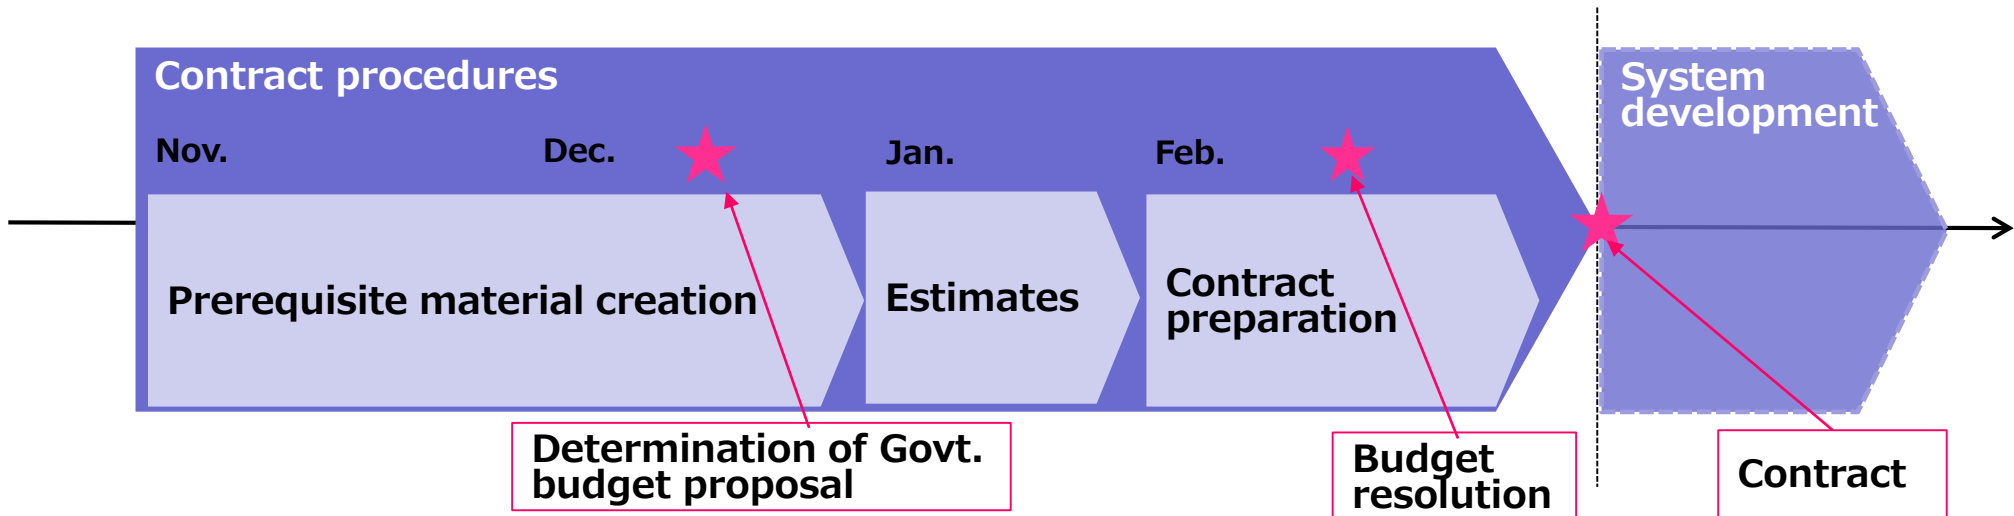 Contract procedures
System
development
Nov.
Dec.
Jan.
Feb.
Prerequisite material creation
Estimates
Contract
preparation
Determination of Govt.
budget proposal
Budget
resolution
Contract